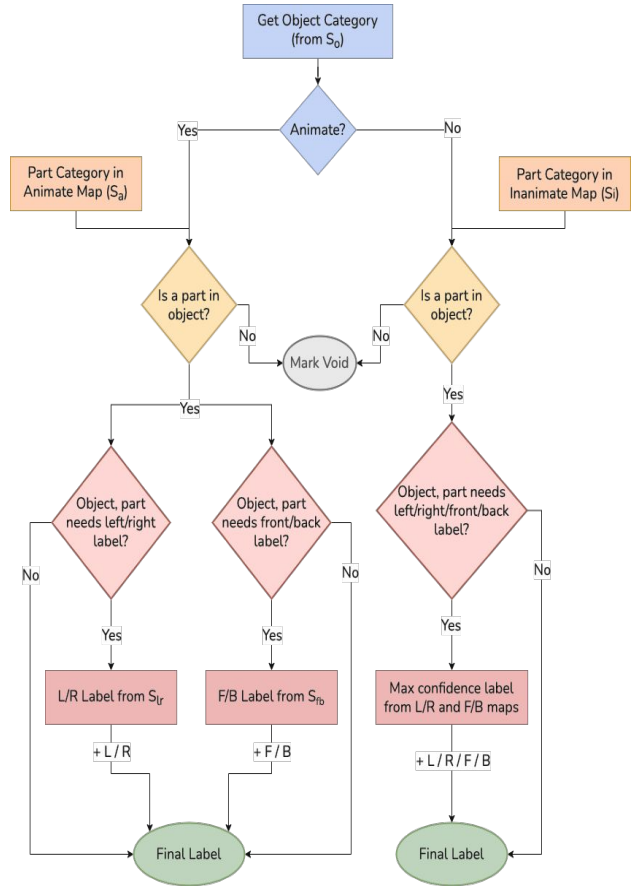 Get Object Category
(from So)
Animate?
Yes
No
Part Category in
Animate Map (Sa)
Part Category in
Inanimate Map (Si)
Is a part in
object?
Is a part in
object?
No
No
Mark Void
Yes
Yes
Object, part
needs left/right
label?
Object, part
needs front/back
label?
Object, part needs
left/right/front/back
label?
No
No
No
Yes
Yes
Yes
L/R Label from Slr
F/B Label from Sfb
Max confidence label
from L/R and F/B maps
+ L / R
+ F / B
+ L / R / F / B
Final Label
Final Label